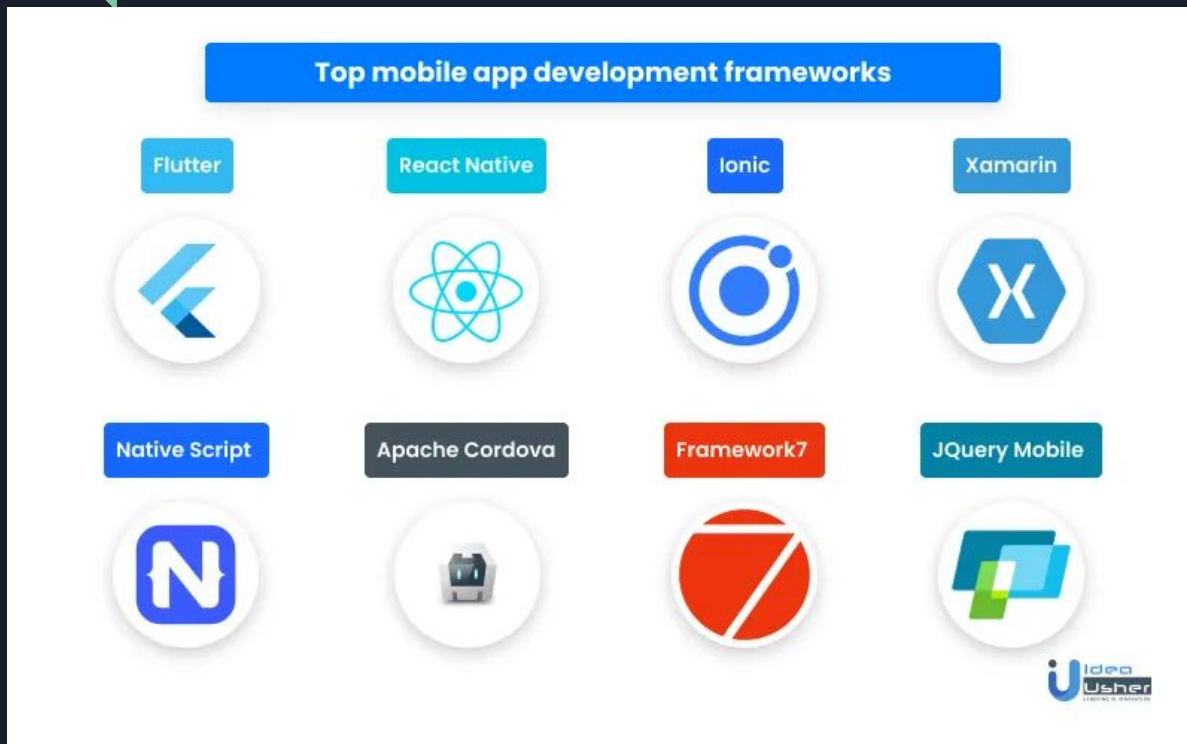 Top mobile app development frameworks
Flutter
React Native
Ionic
Xamarin
X
Native Script
Apache Cordova
Framework7
JQuery Mobile
N
7
Idea
Usher